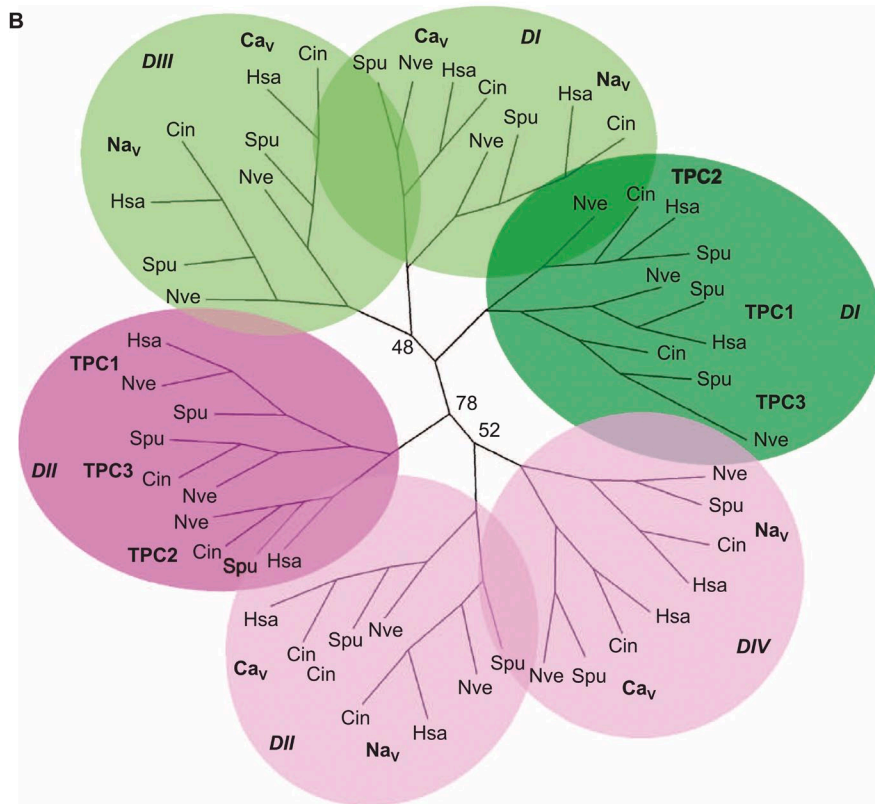 B
DIII
CaV
Cin
Hsa
NaV
Cin
Spu
Nve
Hsa
Spu
Nve
CaV
DI
Spu
Nve
Hsa
Cin
NaV
Hsa
Spu
Cin
Nve
TPC2
Nve
Cin
Hsa
Spu
Nve
Spu
TPC1
DI
Hsa
Cin
Spu
TPC3
Nve
48
78
52
Hsa
TPC1
Nve
Spu
Spu
DII
TPC3
Cin
Nve
Nve
TPC2
Cin
Spu
Hsa
Hsa
Cin
Cin
Spu
Nve
CaV
Spu
Nve
Cin
Hsa
DII
NaV
Nve
Spu
NaV
Cin
Hsa
Hsa
Cin
DIV
Nve
Spu
CaV